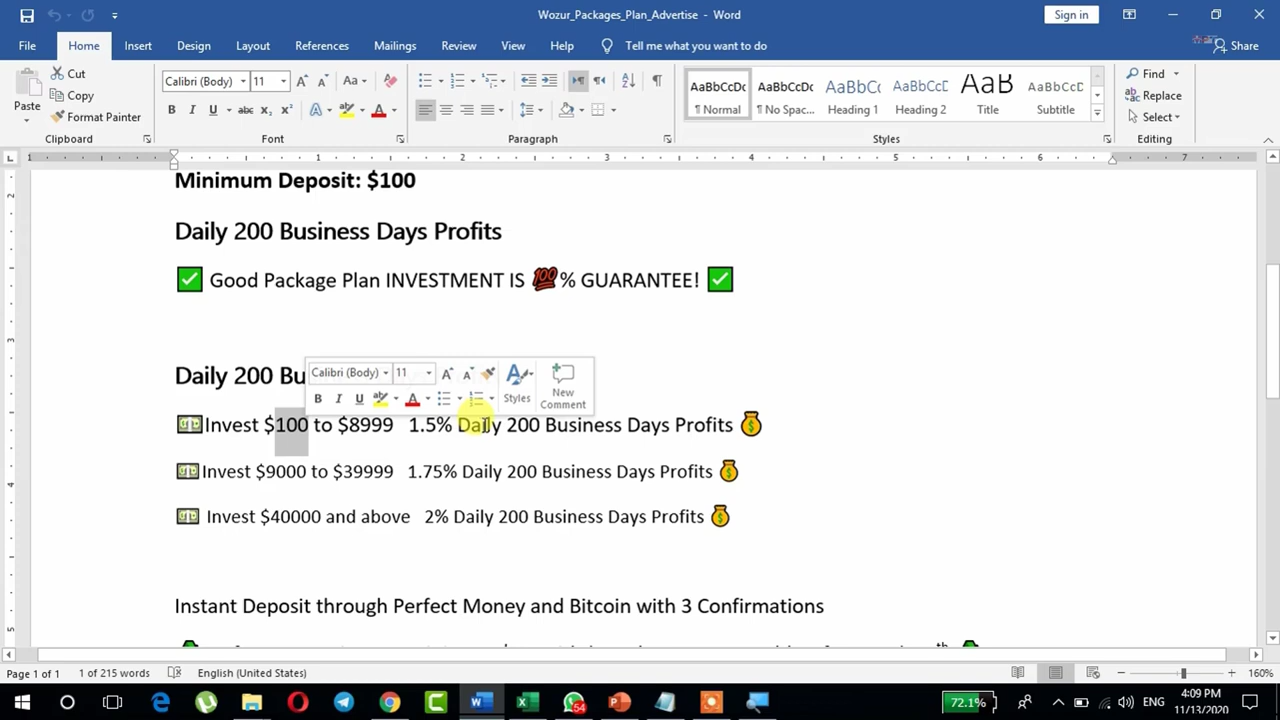 Wozur_Packages_Plan_Advertise - Word
Sign in
File Home Insert Design Layout References Mailings Review View Help Tell me what you want to do Share
Paste
Cut
Copy
Format Painter
Clipboard
Calibri (Body) 11
Font
Paragraph
AaBbCcDc AaBbCcDc AaBbC AaBbCcD AaB AaBbCcD
¶ Normal ¶ No Spac... Heading 1 Heading 2 Title Subtitle
Styles
Find
Replace
Select
Editing
Minimum Deposit: $100
Daily 200 Business Days Profits
✅ Good Package Plan INVESTMENT IS 💯% GUARANTEE! ✅
Daily 200 Bu
Calibri (Body) 11
Styles
New
Comment
Invest $100 to $8999 1.5% Daily 200 Business Days Profits 💰
Invest $9000 to $39999 1.75% Daily 200 Business Days Profits 💰
Invest $40000 and above 2% Daily 200 Business Days Profits 💰
Instant Deposit through Perfect Money and Bitcoin with 3 Confirmations
th
Page 1 of 1 1 of 215 words English (United States) 160%
54
72.1%
ENG
4:09 PM
11/13/2020